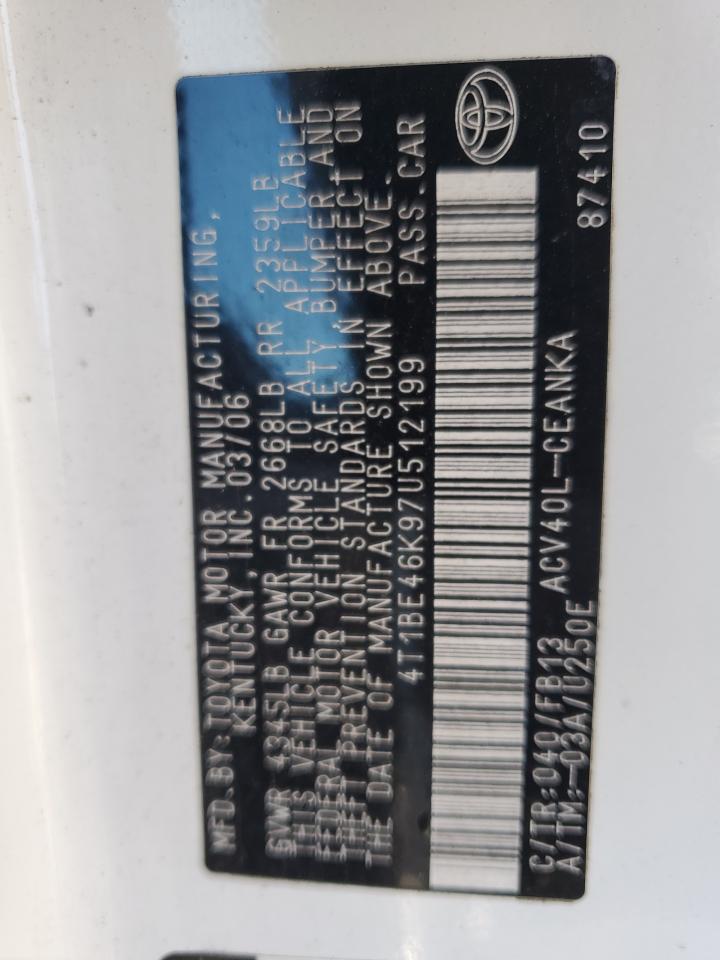 MFD.BY:TOYOTA MOTOR MANUFACTURING,
KENTUCKY,INC.03/06
GVWR 4345LB GAWR FR 2668LB RR 2359LB
THIS VEHICLE CONFORMS TO ALL APPLICABLE
FEDERAL MOTOR VEHICLE SAFETY,BUMPER,AND
THEFT PREVENTION STANDARDS IN EFFECT ON
THE DATE OF MANUFACTURE SHOWN ABOVE.
4T1BE46K97U512199 PASS.CAR
C/TR:040/FB13 ACV40L-CEANKA 87410
A/TM:-03A/U250E